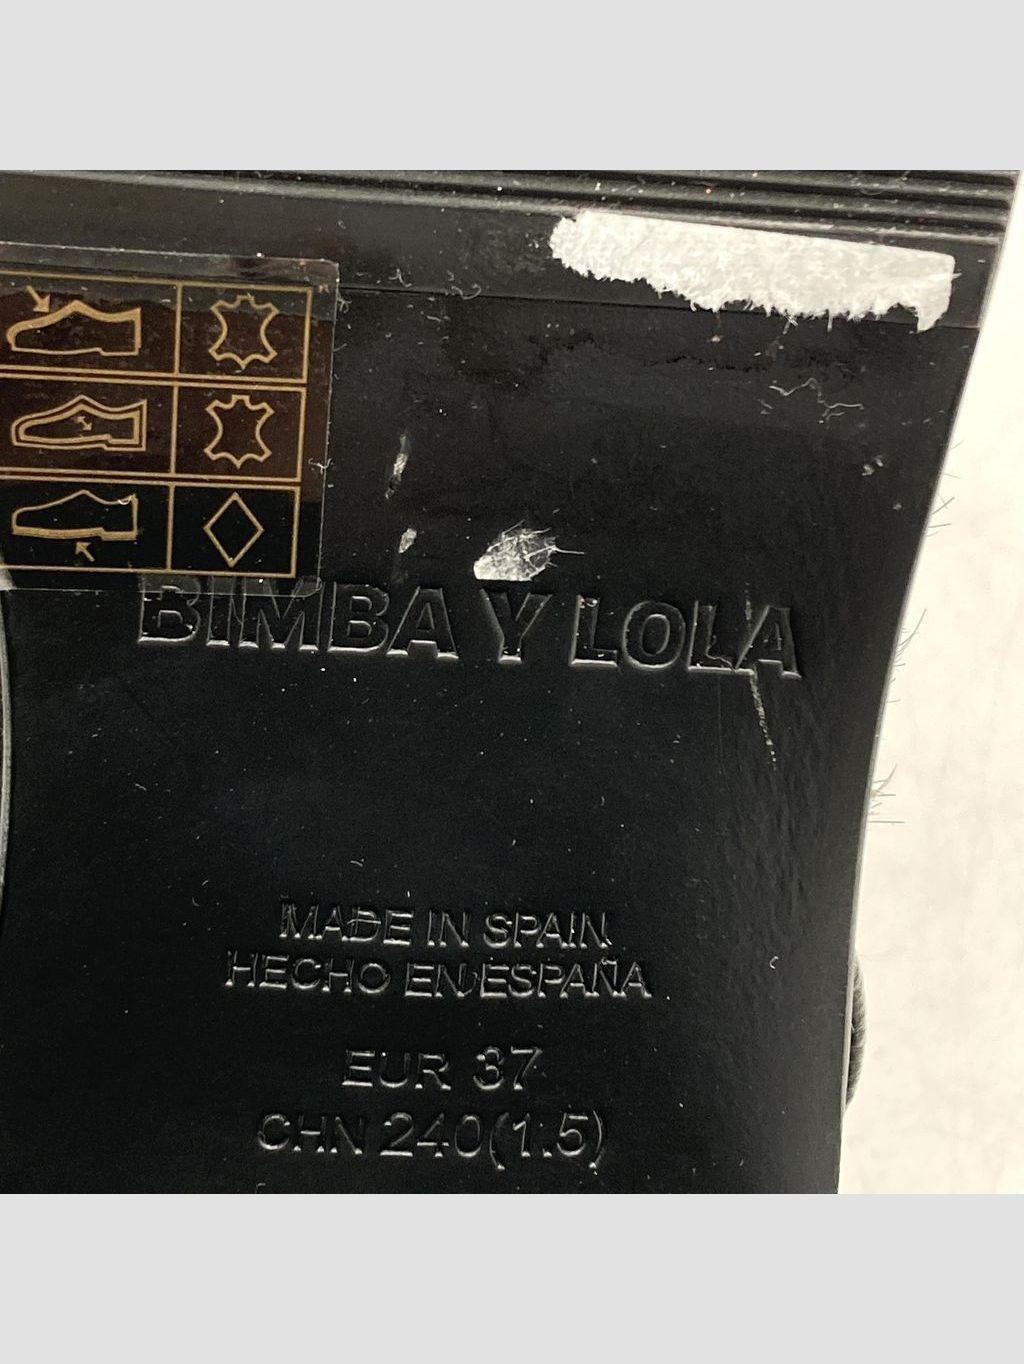 BIMBA Y LOLA
MADE IN SPAIN
HECHO EN ESPAÑA
EUR 37
CHN 240(1.5)